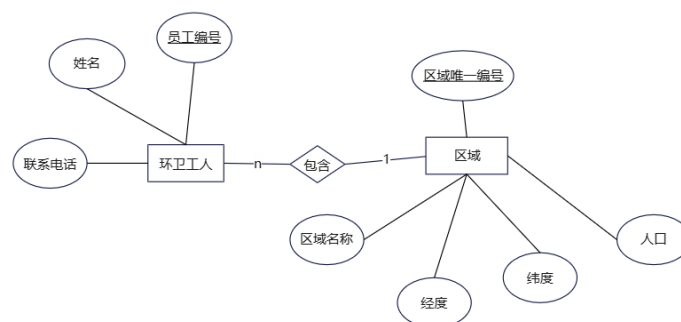 员工编号
姓名
区域唯一编号
联系电话
环卫工人
n
包含
1
区域
区域名称
人口
纬度
经度